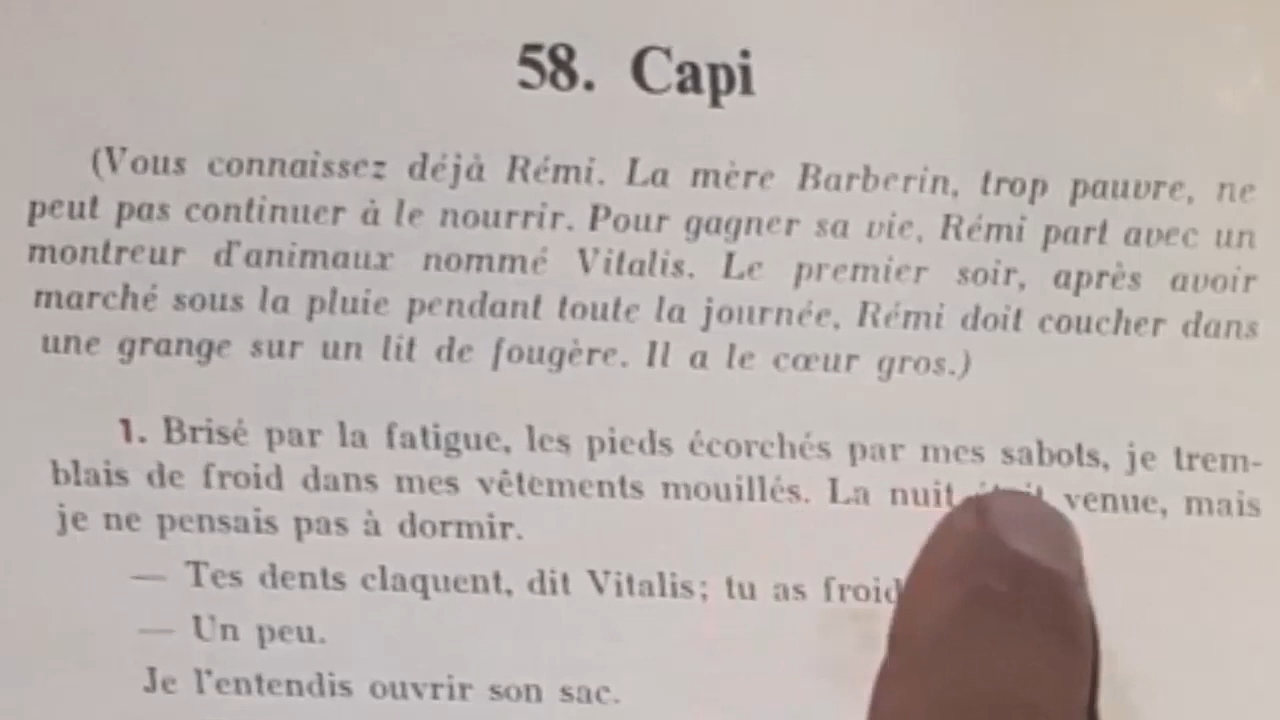 58. Capi
(Vous connaissez déjà Rémi. La mère Barberin, trop pauvre, ne
peut pas continuer à le nourrir. Pour gagner sa vie, Rémi part avec un
montreur d'animaux nommé Vitalis. Le premier soir, après avoir
marché sous la pluie pendant toute la journée, Rémi doit coucher dans
une grange sur un lit de fougère. Il a le cœur gros.)
1. Brisé par la fatigue, les pieds écorchés par mes sabots, je trem-
blais de froid dans mes vêtements mouillés. La nuit venue, mais
je ne pensais pas à dormir.
— Tes dents claquent, dit Vitalis; tu as froid
— Un peu.
Je l'entendis ouvrir son sac.